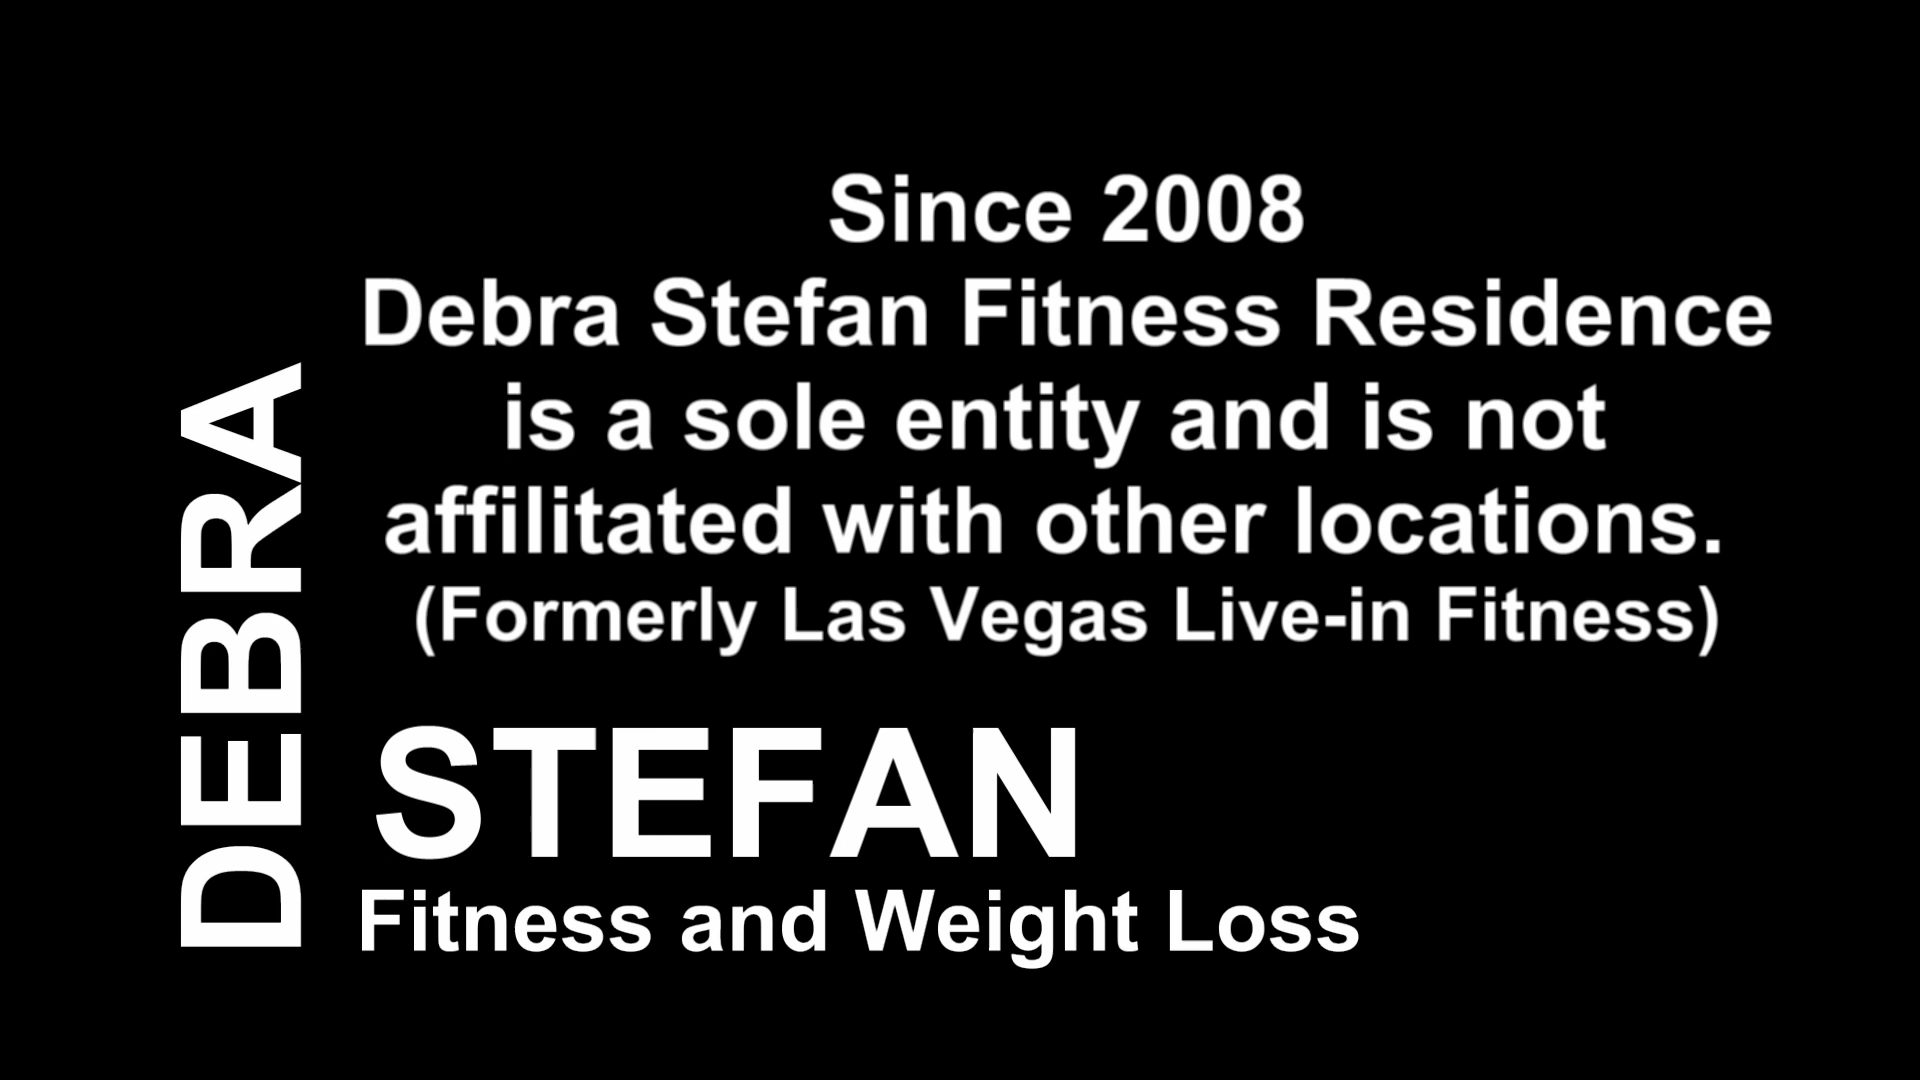 Since 2008
Debra Stefan Fitness Residence
is a sole entity and is not
affilitated with other locations.
(Formerly Las Vegas Live-in Fitness)
DEBRA
STEFAN
Fitness and Weight Loss